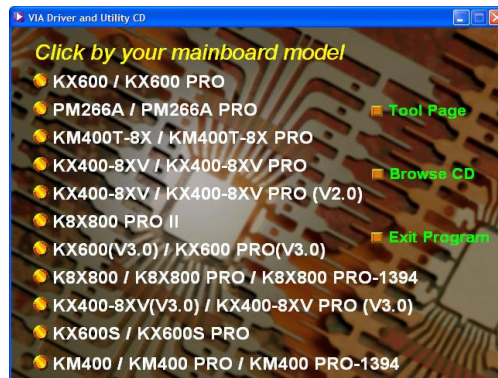 VIA Driver and Utility CD
Click by your mainboard model
KX600 / KX600 PRO
PM266A / PM266A PRO
KM400T-8X / KM400T-8X PRO
KX400-8XV / KX400-8XV PRO
KX400-8XV / KX400-8XV PRO (V2.0)
K8X800 PRO II
KX600(V3.0) / KX600 PRO(V3.0)
K8X800 / K8X800 PRO / K8X800 PRO-1394
KX400-8XV(V3.0) / KX400-8XV PRO (V3.0)
KX600S / KX600S PRO
KM400 / KM400 PRO / KM400 PRO-1394
Tool Page
Browse CD
Exit Program